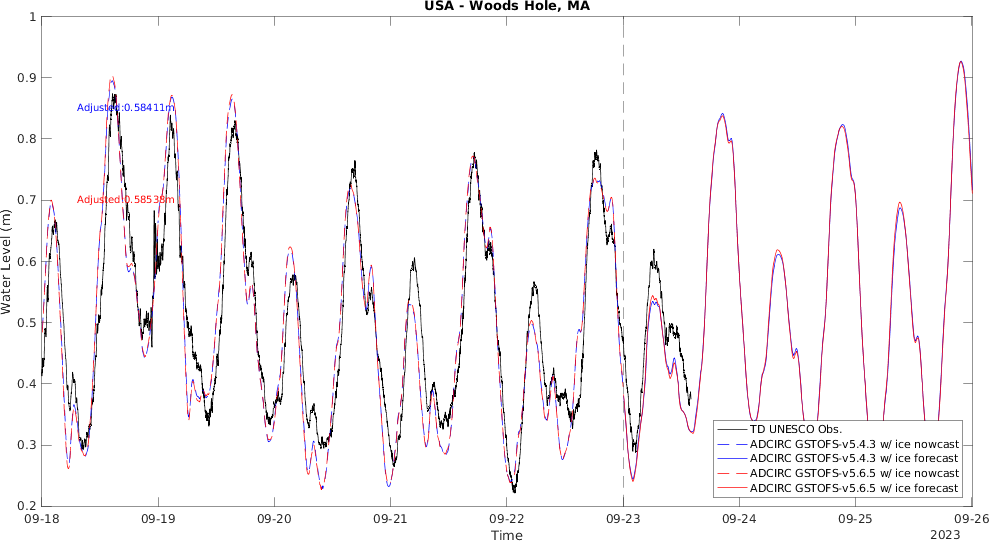 USA - Woods Hole, MA
Water Level (m)
1
0.9
0.8
0.7
0.6
0.5
0.4
0.3
0.2
Adjusted:0.58411m
Adjusted:0.58538m
TD UNESCO Obs.
ADCIRC GSTOFS-v5.4.3 w/ ice nowcast
ADCIRC GSTOFS-v5.4.3 w/ ice forecast
ADCIRC GSTOFS-v5.6.5 w/ ice nowcast
ADCIRC GSTOFS-v5.6.5 w/ ice forecast
09-18 09-19 09-20 09-21 09-22 09-23 09-24 09-25 09-26
Time
2023